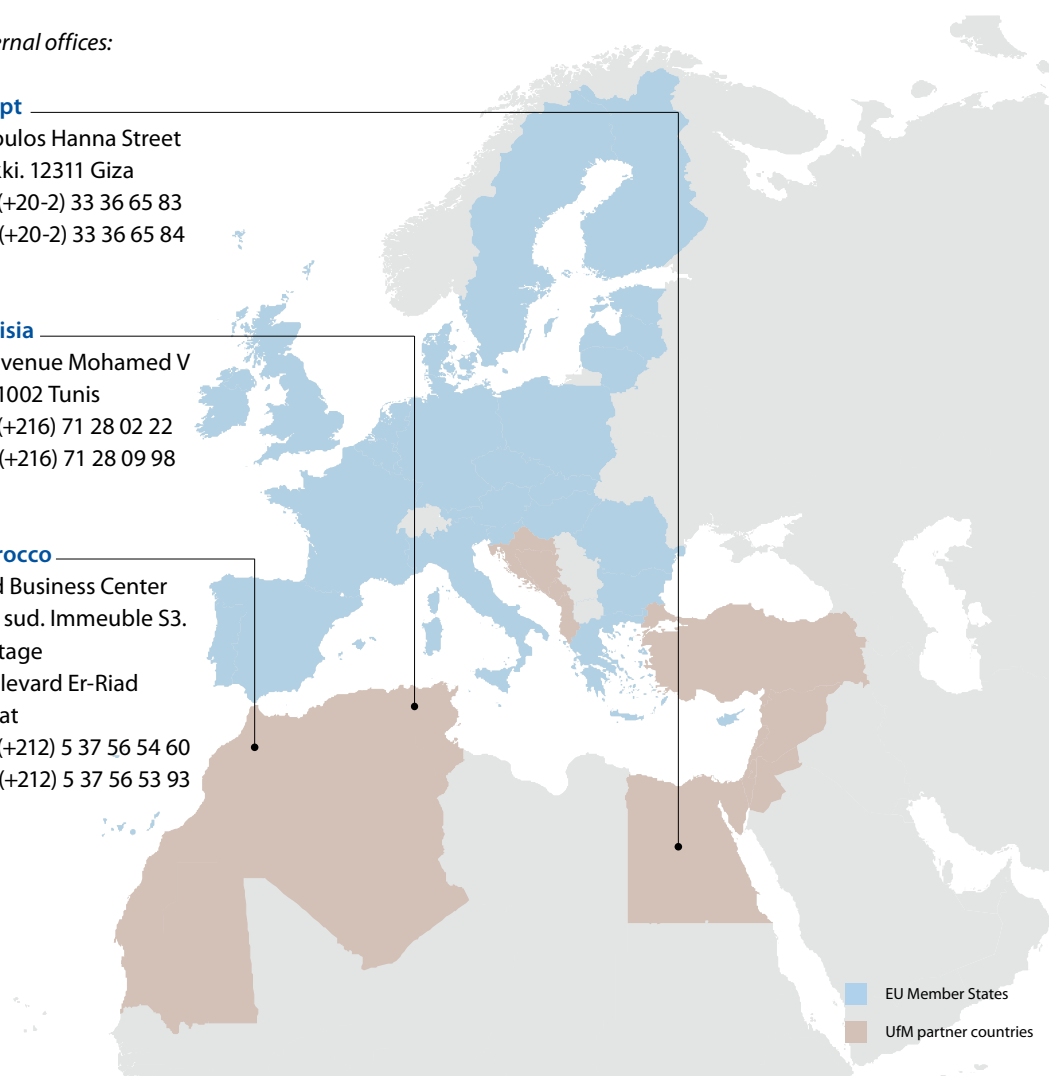 ernal offices:
pt
oulos Hanna Street
ki. 12311 Giza
(+20-2) 33 36 65 83
(+20-2) 33 36 65 84
isia
venue Mohamed V
1002 Tunis
(+216) 71 28 02 22
(+216) 71 28 09 98
rocco
d Business Center
sud. Immeuble S3.
tage
levard Er-Riad
at
(+212) 5 37 56 54 60
(+212) 5 37 56 53 93
EU Member States
UfM partner countries